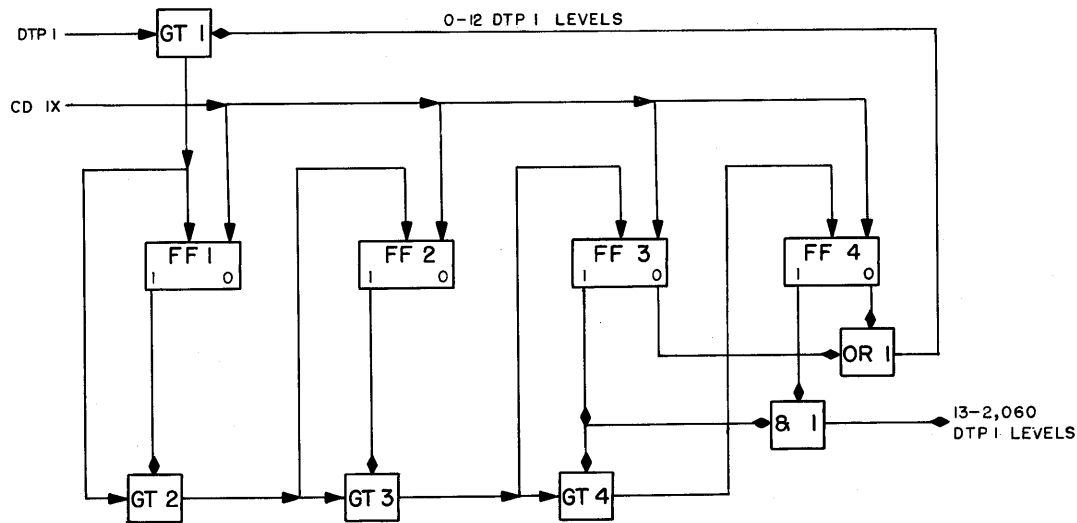 0-12 DTP 1 LEVELS
DTP 1
GT 1
CD 1X
FF 1
1 0
FF 2
1 0
FF 3
1 0
FF 4
1 0
OR 1
& 1
13-2,060
DTP 1 LEVELS
GT 2
GT 3
GT 4